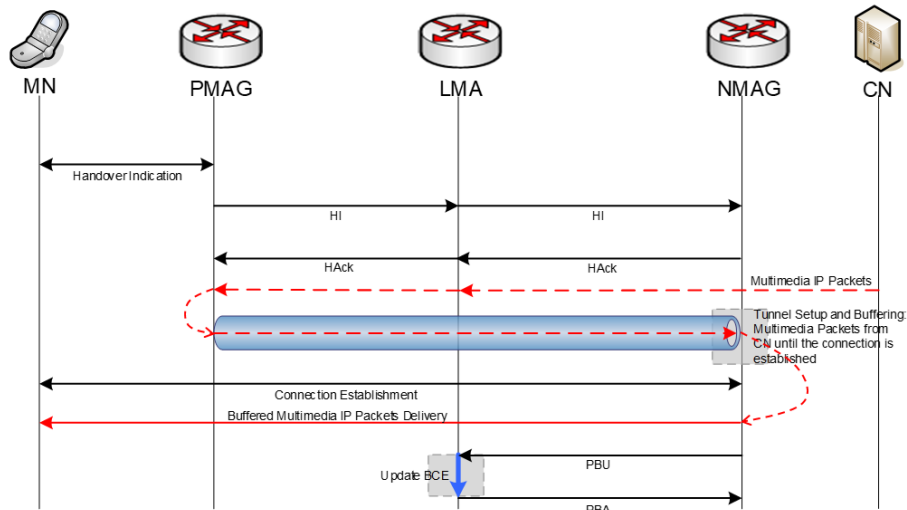 MN
PMAG
LMA
NMAG
CN
Handover Indication
HI
HI
HAck
HAck
Multimedia IP Packets
Tunnel Setup and Buffering:
Multimedia Packets from
CN until the connection is
established
Connection Establishment
Buffered Multimedia IP Packets Delivery
PBU
Update BCE
PBA